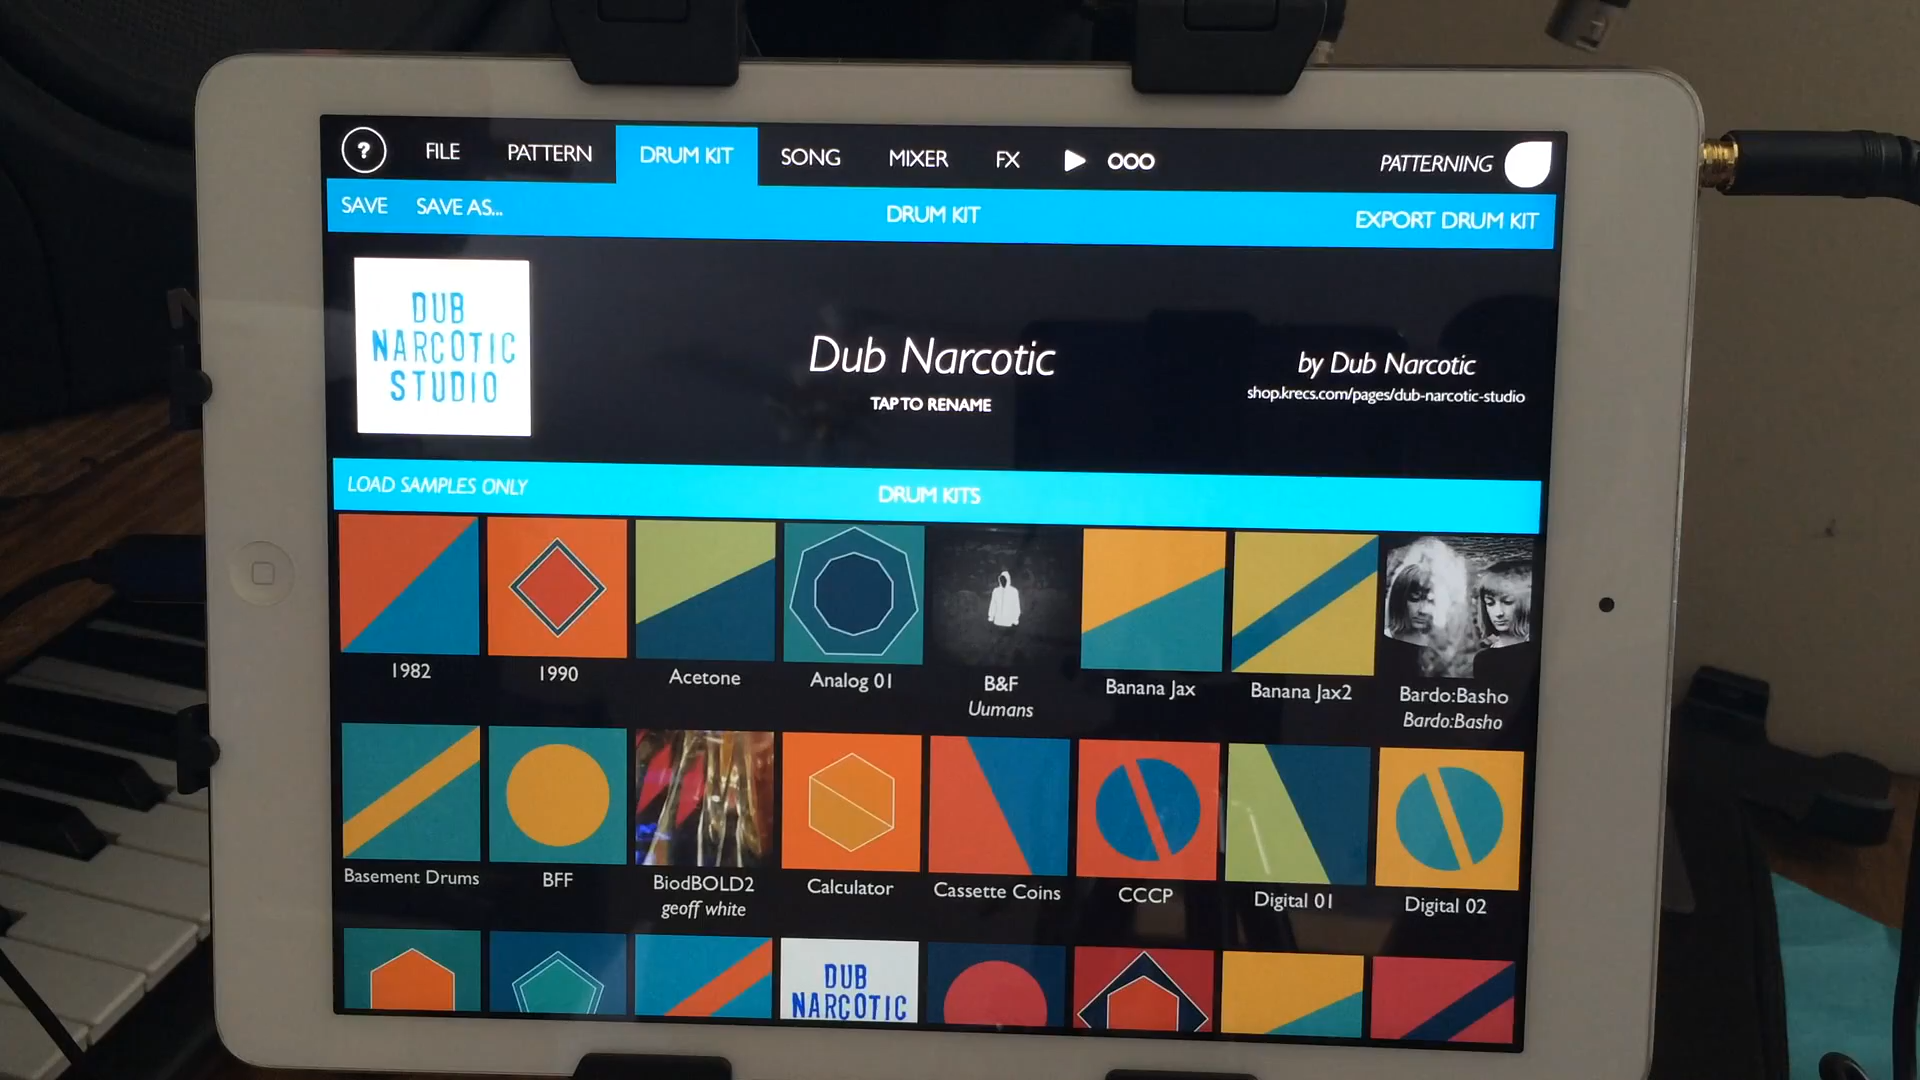 ? FILE PATTERN DRUM KIT SONG MIXER FX PATTERNING
SAVE SAVE AS... DRUM KIT EXPORT DRUM KIT
DUB
NARCOTIC
STUDIO
Dub Narcotic
TAP TO RENAME
by Dub Narcotic
shop.krecs.com/pages/dub-narcotic-studio
LOAD SAMPLES ONLY DRUM KITS
1982 1990 Acetone Analog 01 B&F Banana Jax Banana Jax2 Bardo:Basho
Uumans Bardo:Basho
Basement Drums BFF BiodBOLD2 Calculator Cassette Coins CCCP Digital 01 Digital 02
geoff white
DUB
NARCOTIC